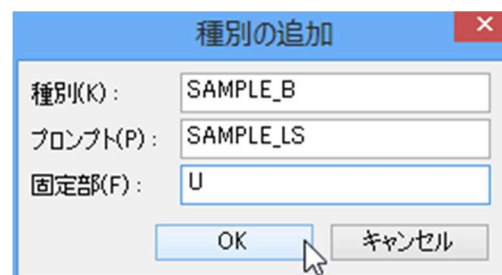 種別の追加
種別(K): SAMPLE_B
プロンプト(P): SAMPLE_LS
固定部(F): U
OK キャンセル